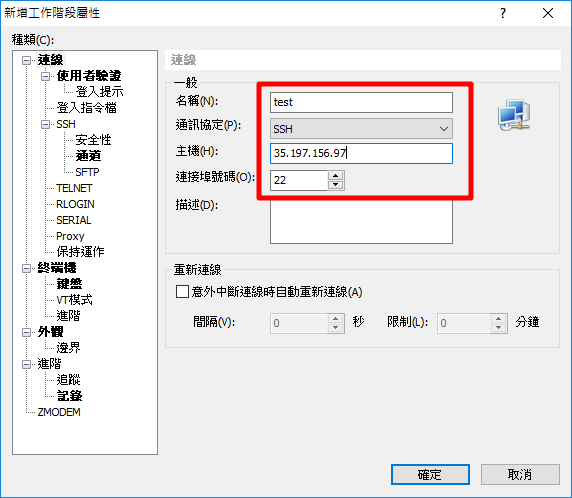 新增工作階段屬性
種類(C):
連線
使用者驗證
登入提示
登入指令檔
SSH
安全性
通道
SFTP
TELNET
RLOGIN
SERIAL
Proxy
保持運作
終端機
鍵盤
VT模式
進階
外觀
邊界
進階
追蹤
記錄
ZMODEM
連線
一般
名稱(N): test
通訊協定(P): SSH
主機(H): 35.197.156.97
連接埠號碼(O): 22
描述(D):
重新連線
意外中斷連線時自動重新連線(A)
間隔(V): 0 秒 限制(L): 0 分鐘
確定 取消